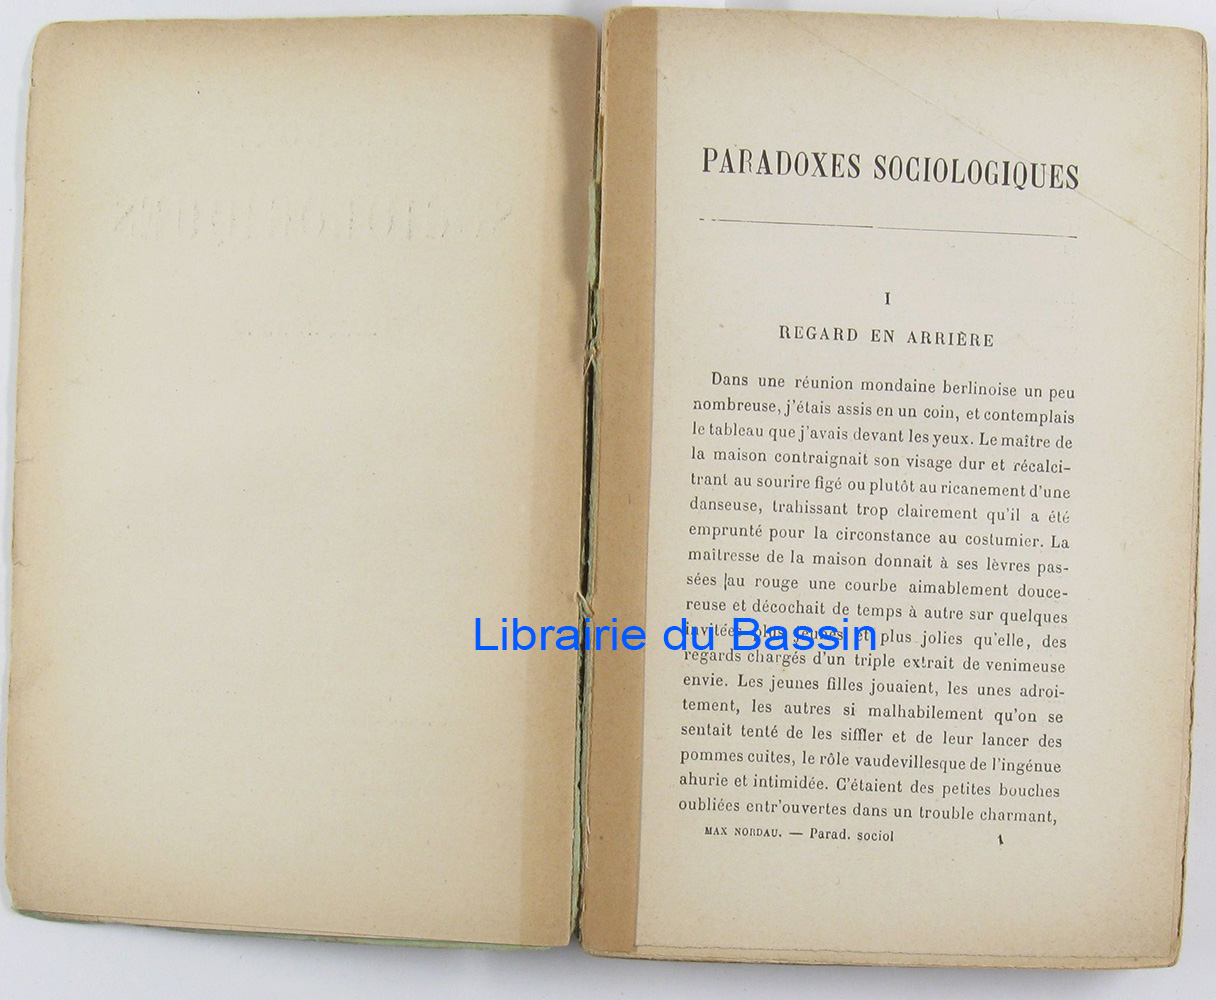 PARADOXES SOCIOLOGIQUES
I
REGARD EN ARRIÈRE
Dans une réunion mondaine berlinoise un peu
nombreuse, j'étais assis en un coin, et contemplais
le tableau que j'avais devant les yeux. Le maître de
la maison contraignait son visage dur et récalci-
trant au sourire figé ou plutôt au ricanement d'une
danseuse, trahissant trop clairement qu'il a été
emprunté pour la circonstance au costumier. La
maîtresse de la maison donnait à ses lèvres pas-
sées au rouge une courbe aimablement douce-
reuse et décochait de temps à autre sur quelques
invitées plus jeunes et plus jolies qu'elle, des
Librairie du Bassin
regards chargés d'un triple extrait de venimeuse
envie. Les jeunes filles jouaient, les unes adroi-
tement, les autres si malhabilement qu'on se
sentait tenté de les siffler et de leur lancer des
pommes cuites, le rôle vaudevillesque de l'ingénue
ahurie et intimidée. C'étaient des petites bouches
oubliées entr'ouvertes dans un trouble charmant,
MAX NORDAU. — Parad. sociol 1